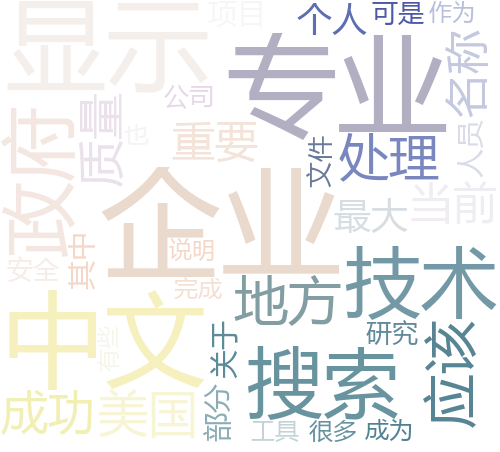 显示
项目
个人
可是
作为
专业
名称
公司
政府
质量
也
重要
文件
处理
人员
企业
最大
当前
其中
说明
安全
完成
地方
技术
中文
有些
关于
搜索
研究
应该
成功
美国
部分
工具
很多
成为